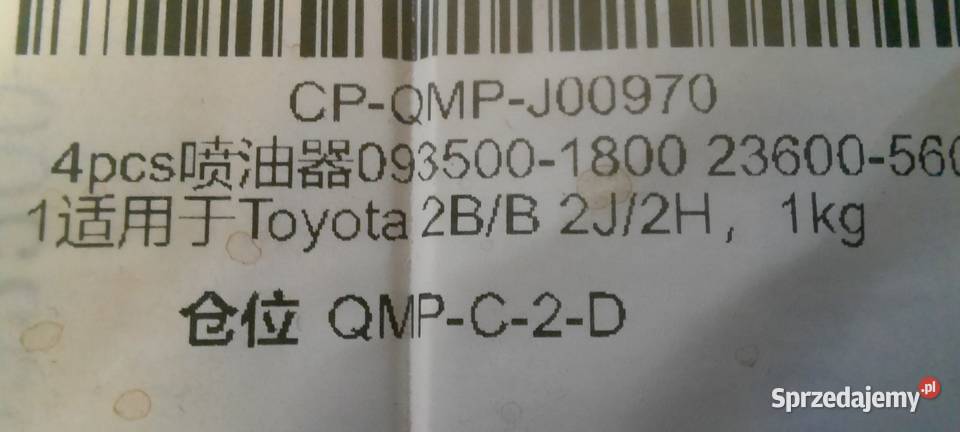 CP-QMP-J00970
4pcs喷油器093500-1800 23600-560
1适用于Toyota 2B/B 2J/2H，1kg
仓位 QMP-C-2-D
Sprzedajemy.pl